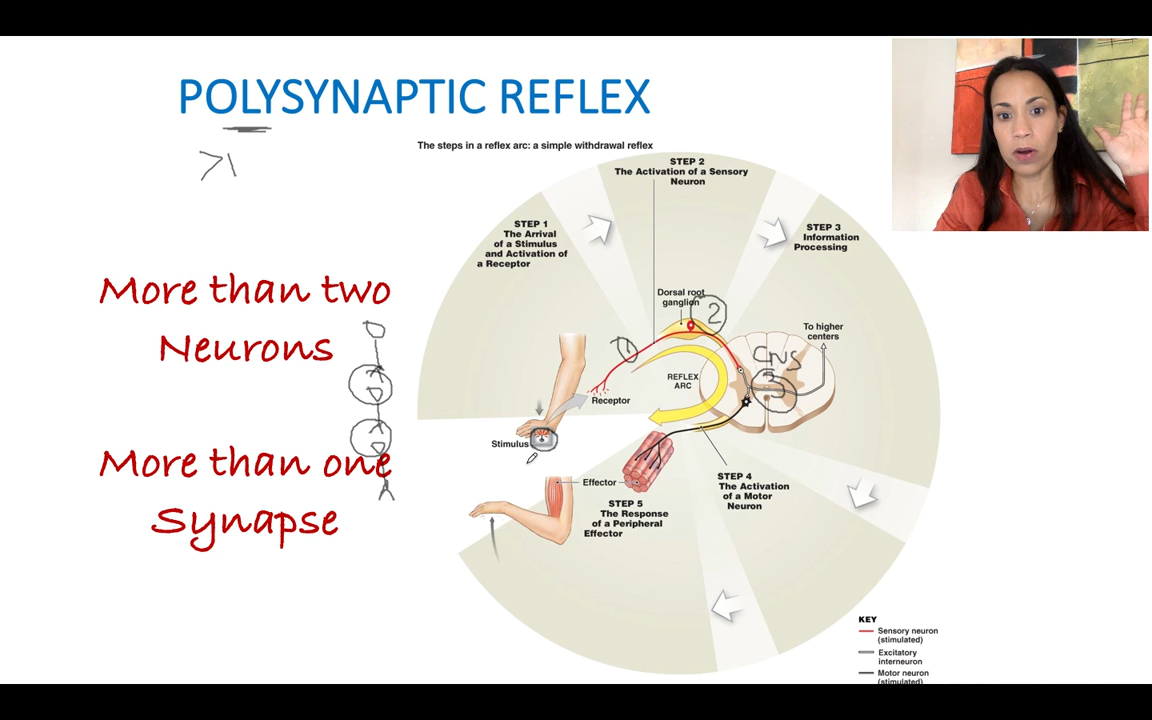 POLYSYNAPTIC REFLEX
>1
More than two
Neurons
More than one
Synapse
The steps in a reflex arc: a simple withdrawal reflex
STEP 1
The Arrival
of a Stimulus
and Activation of
a Receptor
STEP 2
The Activation of a Sensory
Neuron
STEP 3
Information
Processing
Dorsal root
ganglion
2
To higher
centers
1
CNS
3
REFLEX
ARC
Receptor
Stimulus
Effector
STEP 4
The Activation
of a Motor
Neuron
STEP 5
The Response
of a Peripheral
Effector
KEY
Sensory neuron
(stimulated)
Excitatory
interneuron
Motor neuron
(stimulated)